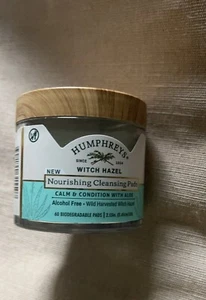 HUMPHREYS
SINCE 1854
WITCH HAZEL
NEW
Nourishing Cleansing Pads
CALM & CONDITION WITH ALOE
Alcohol Free - Wild Harvested Witch Hazel
60 BIODEGRADABLE PADS